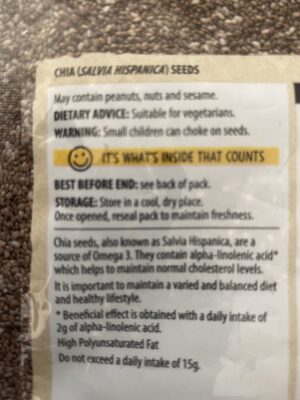 CHIA (SALVIA HISPANICA) SEEDS
May contain peanuts, nuts and sesame.
DIETARY ADVICE: Suitable for vegetarians.
WARNING: Small children can choke on seeds.
IT'S WHAT'S INSIDE THAT COUNTS
BEST BEFORE END: see back of pack.
STORAGE: Store in a cool, dry place.
Once opened, reseal pack to maintain freshness.
Chia seeds, also known as Salvia Hispanica, are a
source of Omega 3. They contain alpha-linolenic acid*
which helps to maintain normal cholesterol levels.
It is important to maintain a varied and balanced diet
and healthy lifestyle.
* Beneficial effect is obtained with a daily intake of
2g of alpha-linolenic acid.
High Polyunsaturated Fat
Do not exceed a daily intake of 15g.